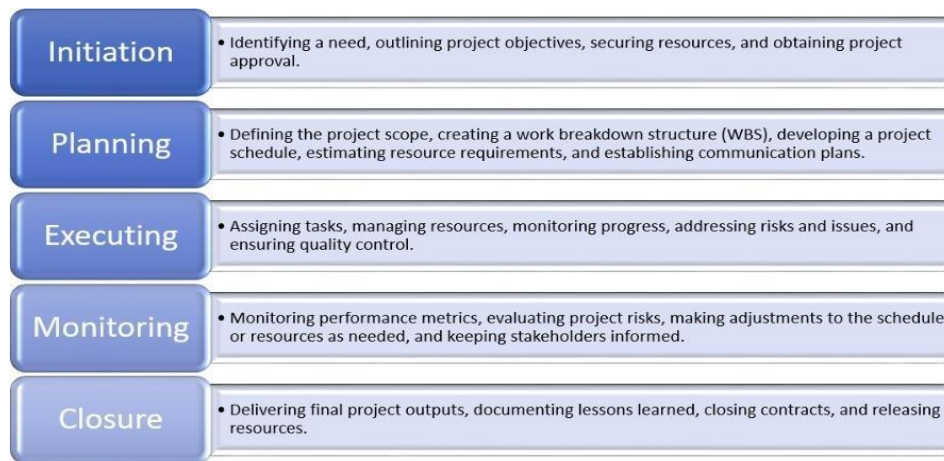 Initiation
• Identifying a need, outlining project objectives, securing resources, and obtaining project
approval.
Planning
• Defining the project scope, creating a work breakdown structure (WBS), developing a project
schedule, estimating resource requirements, and establishing communication plans.
Executing
• Assigning tasks, managing resources, monitoring progress, addressing risks and issues, and
ensuring quality control.
Monitoring
• Monitoring performance metrics, evaluating project risks, making adjustments to the schedule
or resources as needed, and keeping stakeholders informed.
Closure
• Delivering final project outputs, documenting lessons learned, closing contracts, and releasing
resources.